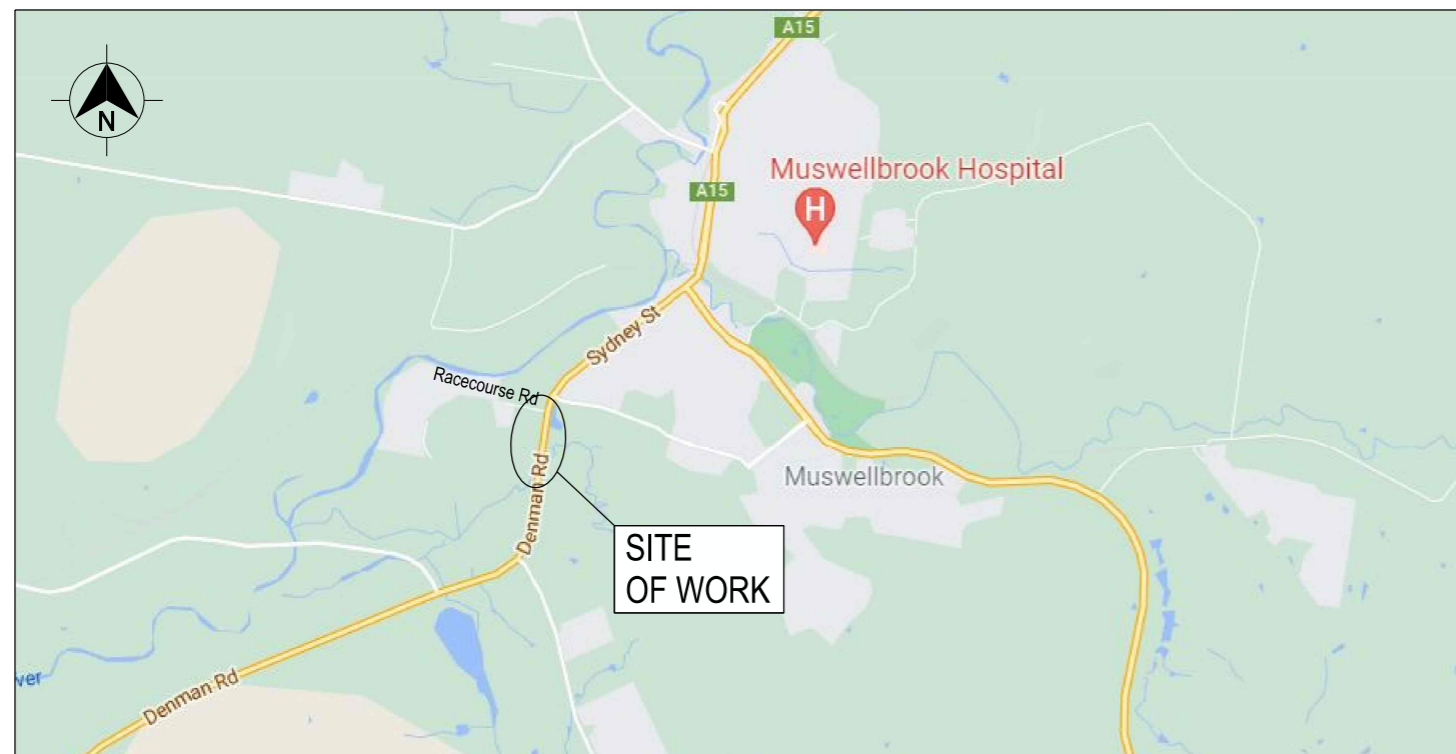 A15
N
Muswellbrook Hospital
H
A15
Sydney St
Racecourse Rd
Denman Rd
Muswellbrook
SITE
OF WORK
ver
Denman Rd